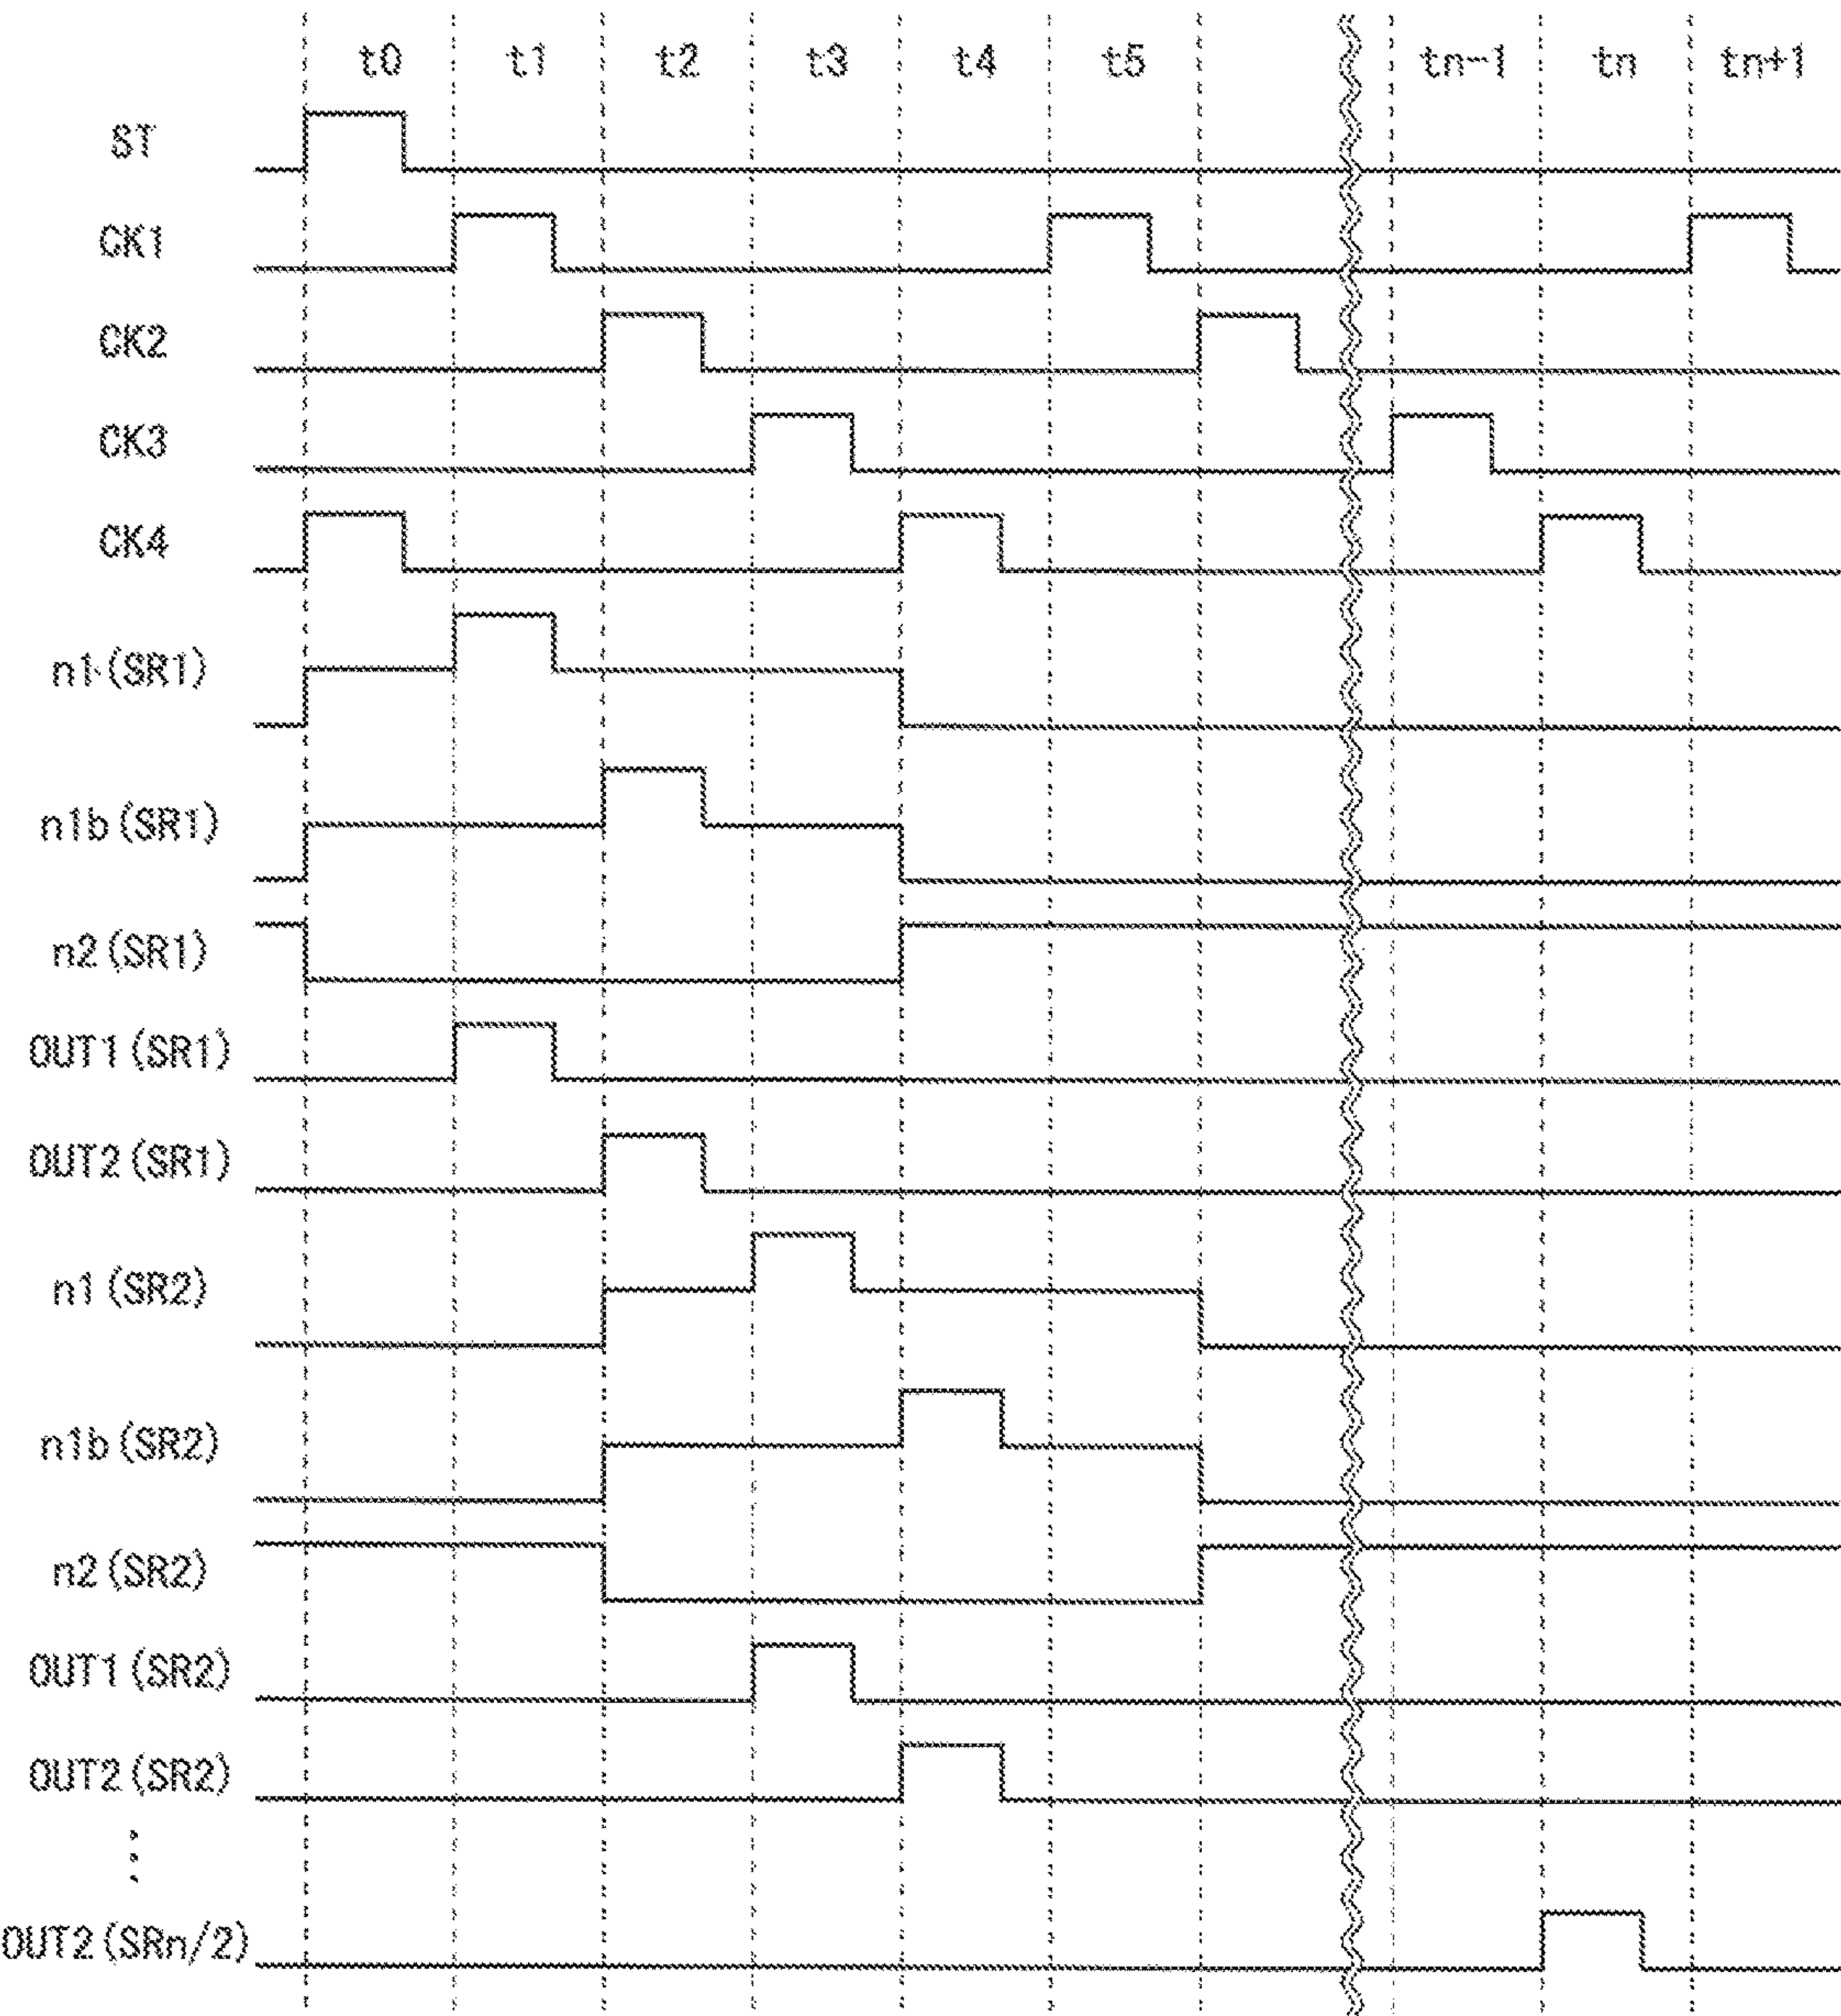 t0 t1 t2 t3 t4 t5 tn-1 tn tn+1
ST
CK1
CK2
CK3
CK4
n1(SR1)
n1b(SR1)
n2(SR1)
OUT1(SR1)
OUT2(SR1)
n1(SR2)
n1b(SR2)
n2(SR2)
OUT1(SR2)
OUT2(SR2)
⋮
OUT2(SRn/2)